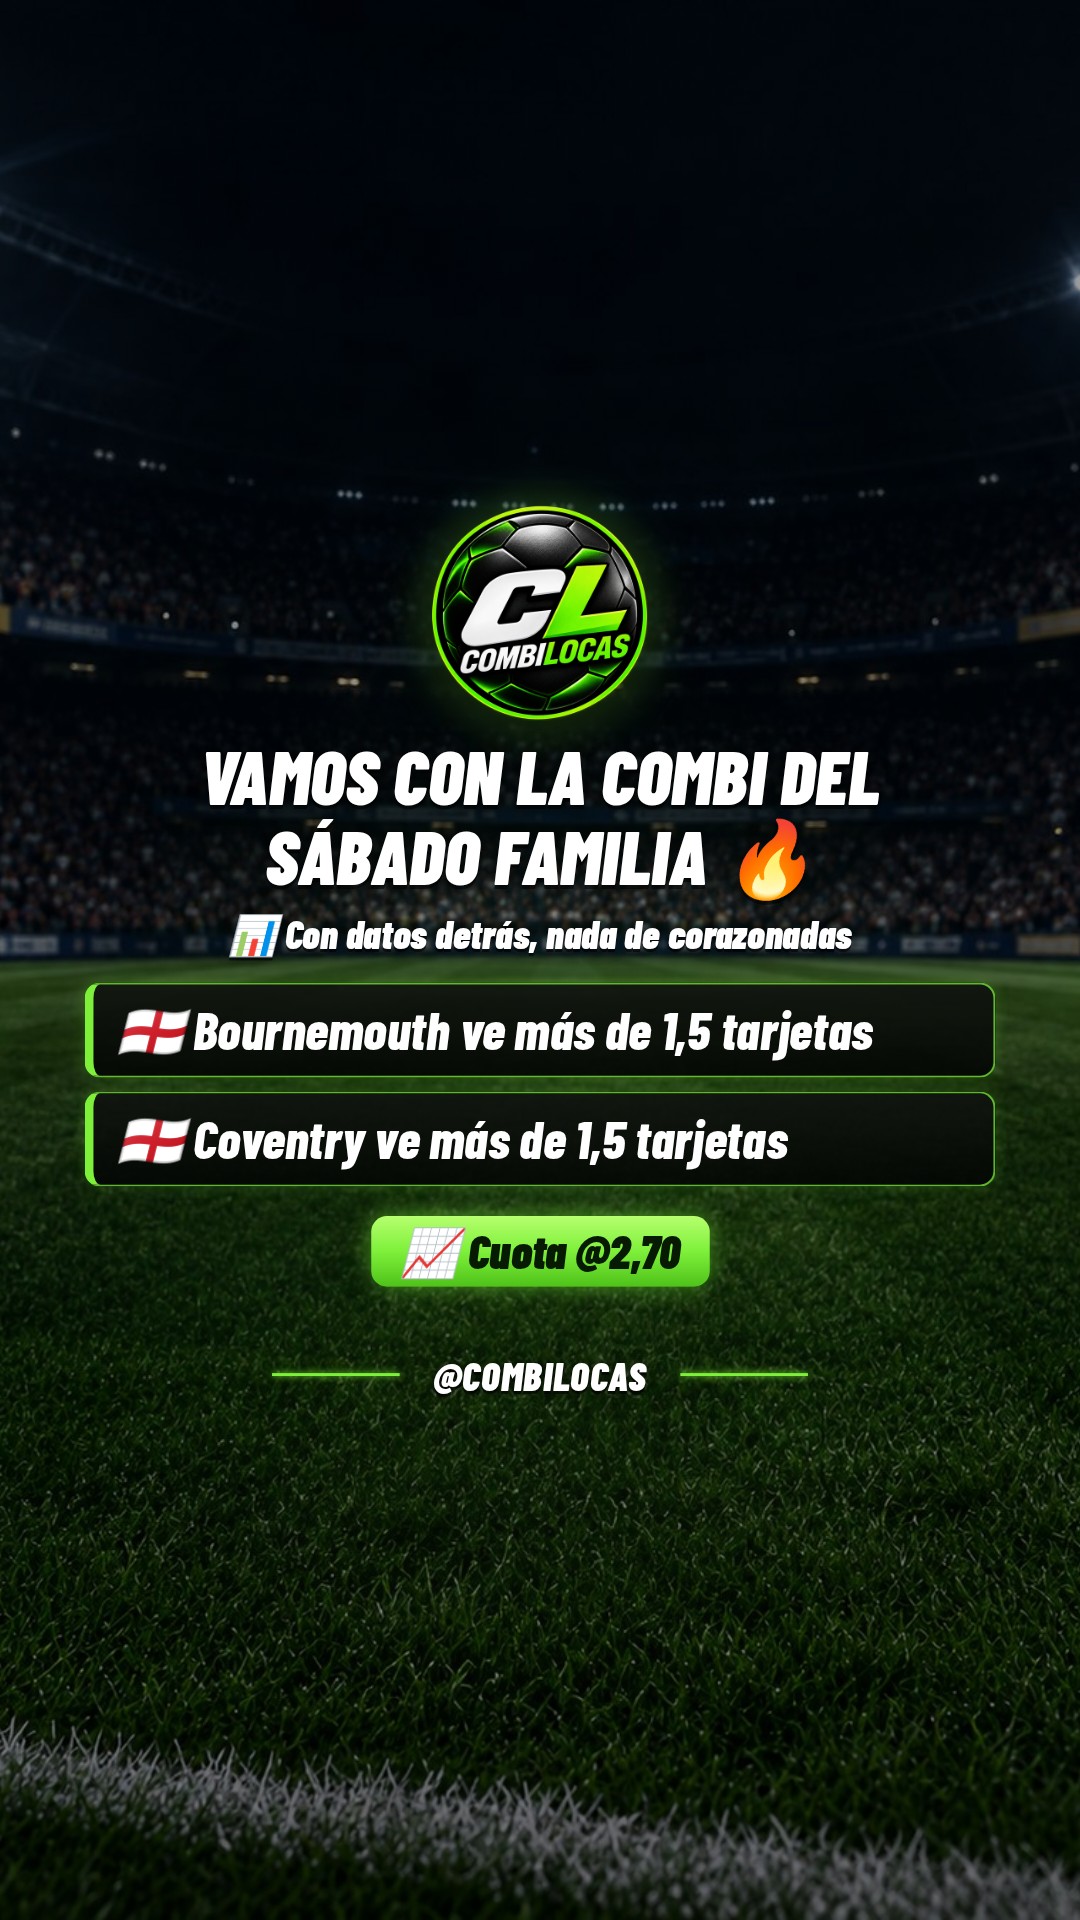 CL
COMBILOCAS
VAMOS CON LA COMBI DEL
SÁBADO FAMILIA 🔥
📊 Con datos detrás, nada de corazonadas
🏴󠁧󠁢󠁥󠁮󠁧󠁿 Bournemouth ve más de 1,5 tarjetas
🏴󠁧󠁢󠁥󠁮󠁧󠁿 Coventry ve más de 1,5 tarjetas
📈 Cuota @2,70
@COMBILOCAS